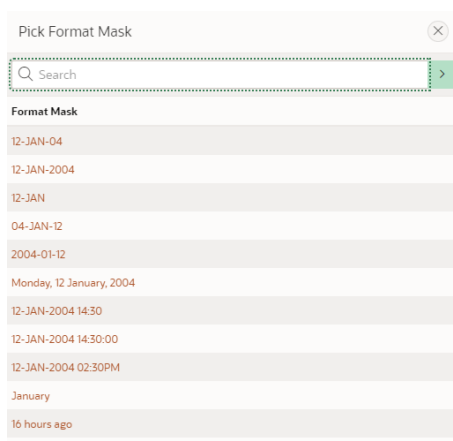 Pick Format Mask
Search
Format Mask
12-JAN-04
12-JAN-2004
12-JAN
04-JAN-12
2004-01-12
Monday, 12 January, 2004
12-JAN-2004 14:30
12-JAN-2004 14:30:00
12-JAN-2004 02:30PM
January
16 hours ago